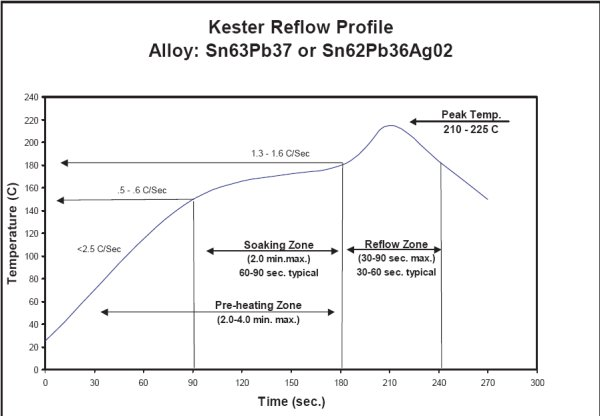 Kester Reflow Profile
Alloy: Sn63Pb37 or Sn62Pb36Ag02
240
220
200
180
160
140
120
100
80
60
40
20
0
Temperature (C)
Peak Temp.
210 - 225 C
1.3 - 1.6 C/Sec
.5 - .6 C/Sec
<2.5 C/Sec
Soaking Zone
(2.0 min.max.)
60-90 sec. typical
Reflow Zone
(30-90 sec. max.)
30-60 sec. typical
Pre-heating Zone
(2.0-4.0 min. max.)
0 30 60 90 120 150 180 210 240 270 300
Time (sec.)